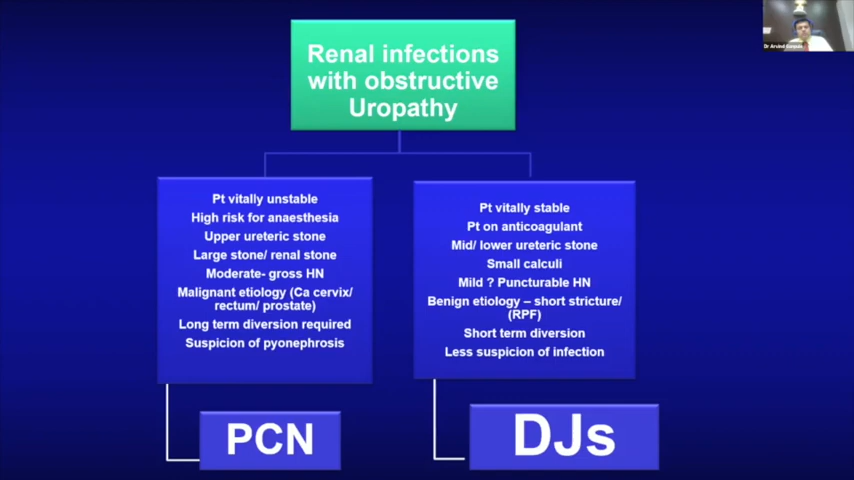 Renal infections
with obstructive
Uropathy
Pt vitally unstable
High risk for anaesthesia
Upper ureteric stone
Large stone/ renal stone
Moderate- gross HN
Malignant etiology (Ca cervix/
rectum/ prostate)
Long term diversion required
Suspicion of pyonephrosis
PCN
Pt vitally stable
Pt on anticoagulant
Mid/ lower ureteric stone
Small calculi
Mild ? Puncturable HN
Benign etiology – short stricture/
(RPF)
Short term diversion
Less suspicion of infection
DJs
Dr Arvind